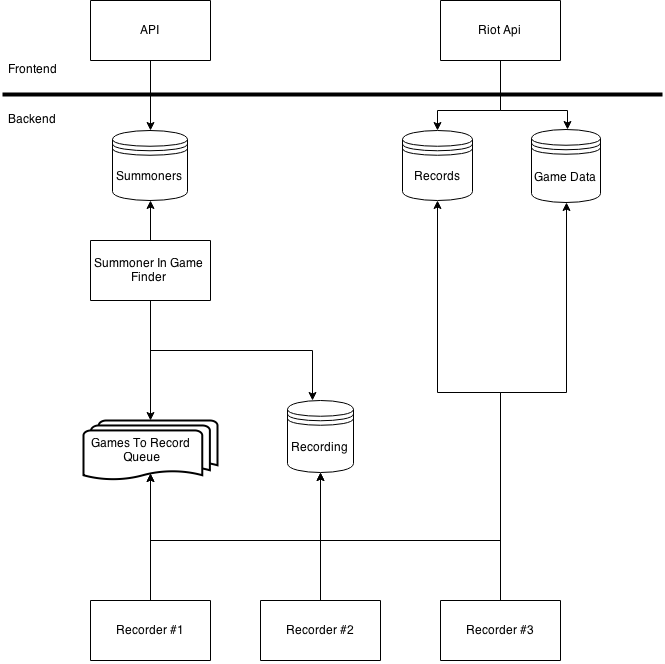 API
Riot Api
Frontend
Backend
Summoners
Records
Game Data
Summoner In Game
Finder
Games To Record
Queue
Recording
Recorder #1
Recorder #2
Recorder #3